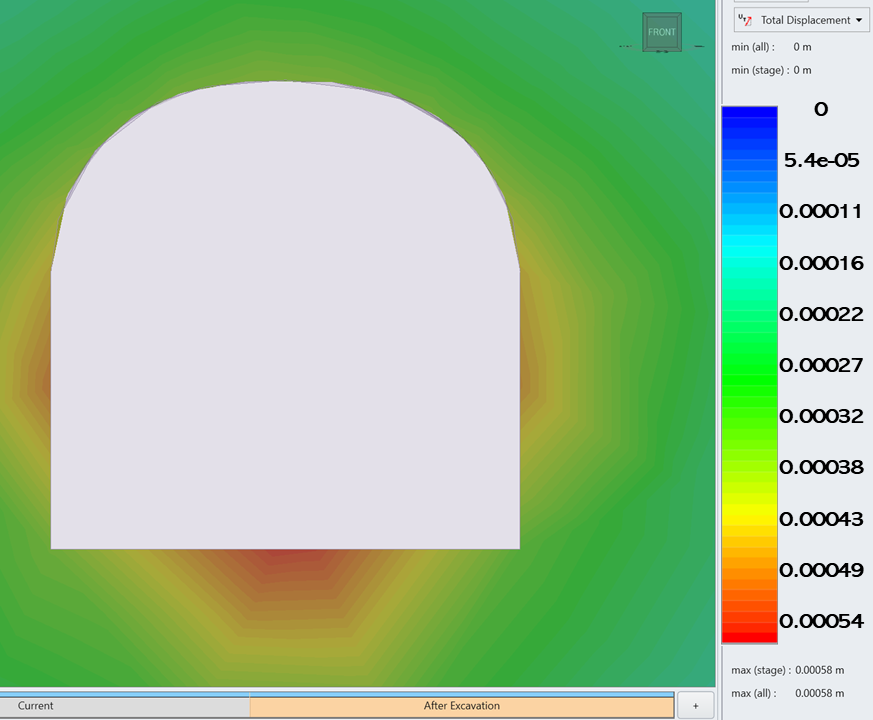 FRONT
Total Displacement
min (all) : 0 m
min (stage) : 0 m
0
5.4e-05
0.00011
0.00016
0.00022
0.00027
0.00032
0.00038
0.00043
0.00049
0.00054
max (stage) : 0.00058 m
max (all) : 0.00058 m
Current
After Excavation
+